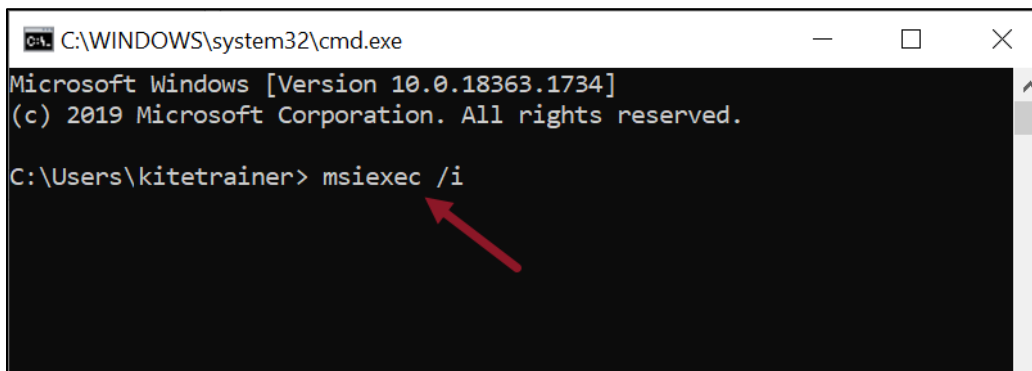 C:\WINDOWS\system32\cmd.exe
Microsoft Windows [Version 10.0.18363.1734]
(c) 2019 Microsoft Corporation. All rights reserved.
C:\Users\kitetrainer> msiexec /i